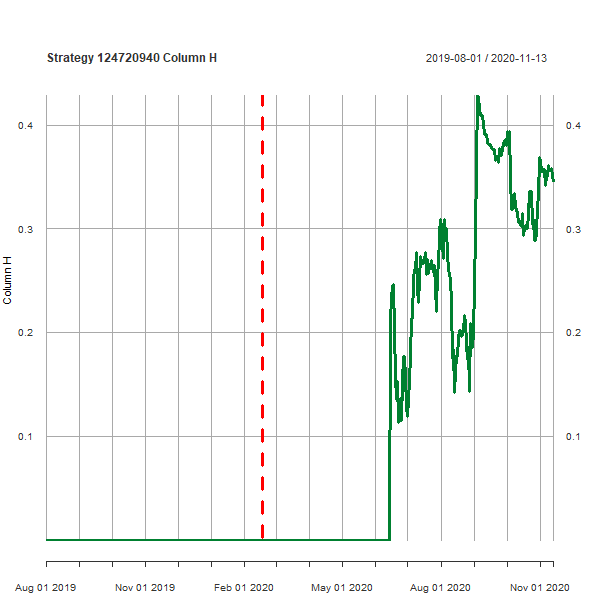 Strategy 124720940 Column H
2019-08-01 / 2020-11-13
0.4 0.4
0.3 0.3
Column H
0.2 0.2
0.1 0.1
Aug 01 2019 Nov 01 2019 Feb 01 2020 May 01 2020 Aug 01 2020 Nov 01 2020